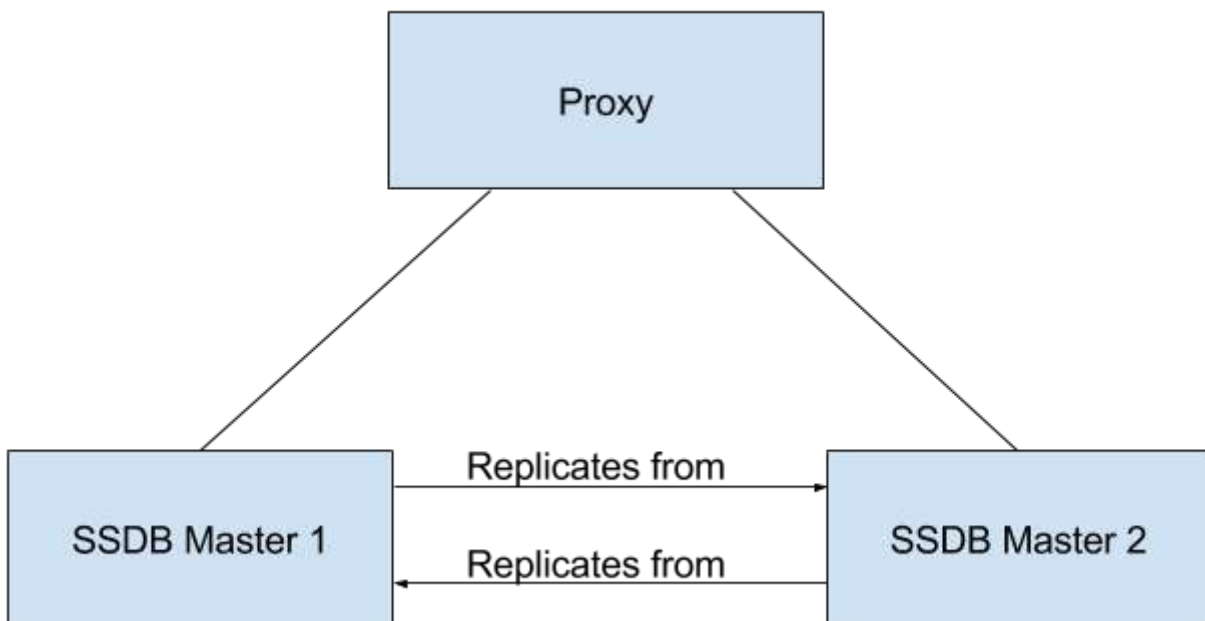 Proxy
Replicates from
SSDB Master 1
SSDB Master 2
Replicates from